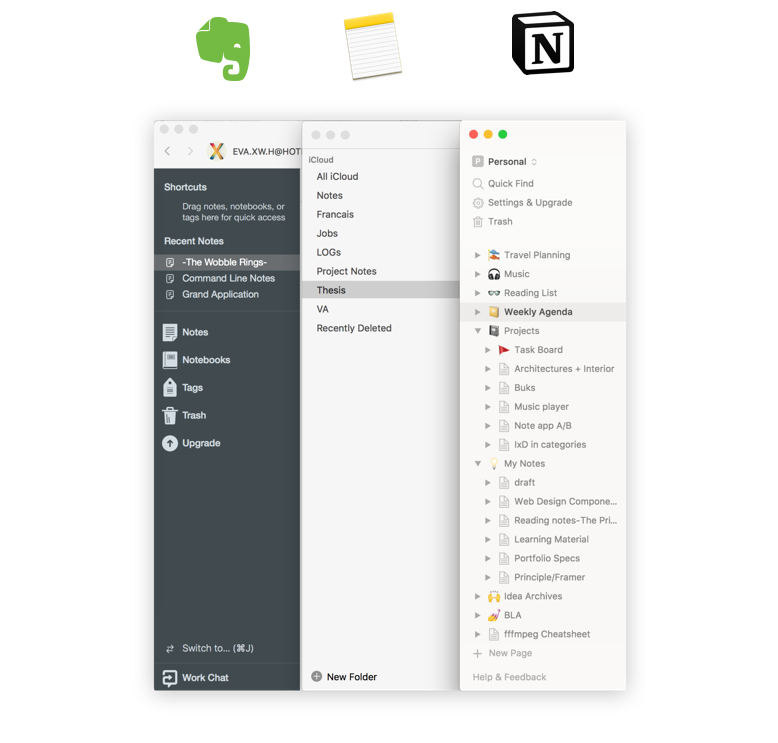 N
EVA.XW.H@HOT
Shortcuts
Drag notes, notebooks, or
tags here for quick access
Recent Notes
-The Wobble Rings-
Command Line Notes
Grand Application
Notes
Notebooks
Tags
Trash
Upgrade
Switch to... (⌘J)
Work Chat
iCloud
All iCloud
Notes
Francais
Jobs
LOGs
Project Notes
Thesis
VA
Recently Deleted
New Folder
P Personal
Quick Find
Settings & Upgrade
Trash
Travel Planning
Music
Reading List
Weekly Agenda
Projects
Task Board
Architectures + Interior
Buks
Music player
Note app A/B
IxD in categories
My Notes
draft
Web Design Compone...
Reading notes-The Pri...
Learning Material
Portfolio Specs
Principle/Framer
Idea Archives
BLA
fffmpeg Cheatsheet
New Page
Help & Feedback